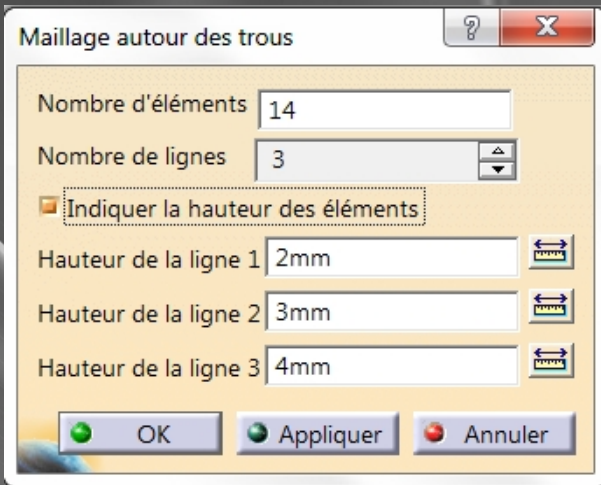 Maillage autour des trous ? X
Nombre d'éléments 14
Nombre de lignes 3
Indiquer la hauteur des éléments
Hauteur de la ligne 1 2mm
Hauteur de la ligne 2 3mm
Hauteur de la ligne 3 4mm
OK Appliquer Annuler